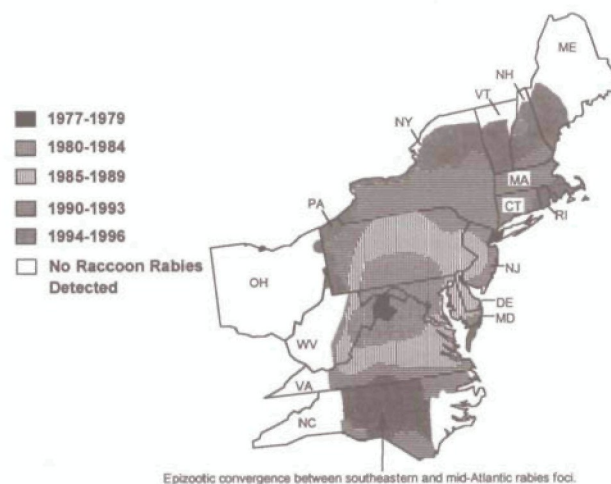 ME
NH
VT
NY
1977-1979
1980-1984
1985-1989
1990-1993
1994-1996
No Raccoon Rabies
Detected
MA
CT
RI
PA
NJ
OH
DE
MD
WV
VA
NC
Epizootic convergence between southeastern and mid-Atlantic rabies foci.